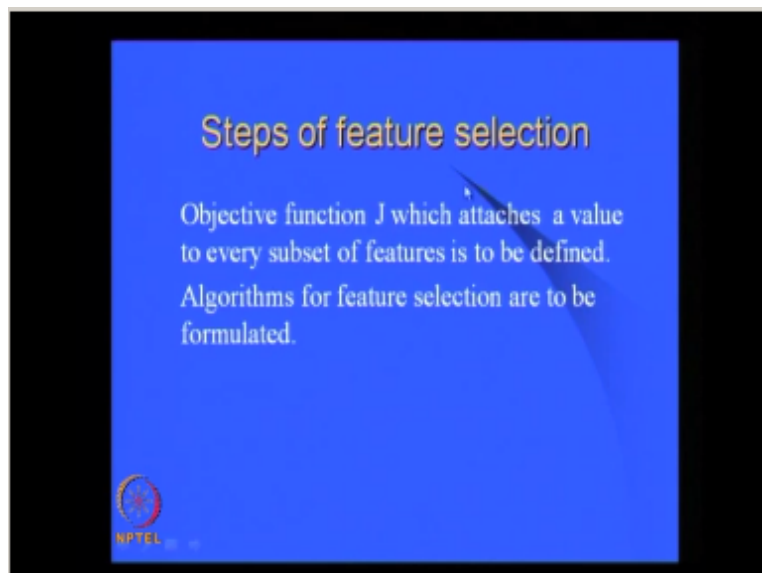 Steps of feature selection
Objective function J which attaches a value
to every subset of features is to be defined.
Algorithms for feature selection are to be
formulated.
NPTEL